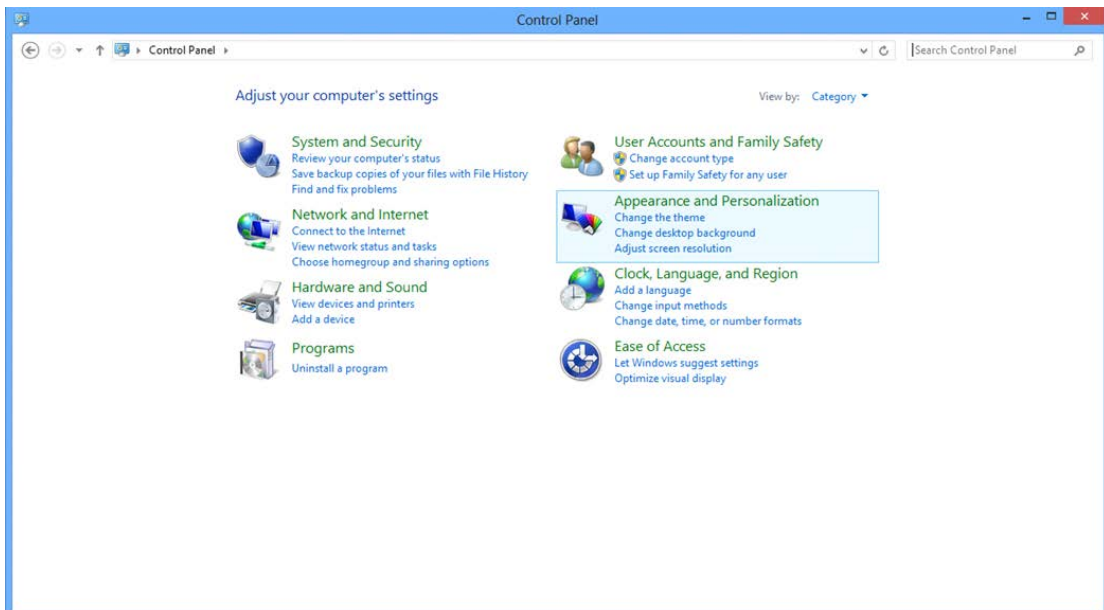 Control Panel
Control Panel
Search Control Panel
Adjust your computer's settings
View by: Category
System and Security
Review your computer's status
Save backup copies of your files with File History
Find and fix problems
Network and Internet
Connect to the Internet
View network status and tasks
Choose homegroup and sharing options
Hardware and Sound
View devices and printers
Add a device
Programs
Uninstall a program
User Accounts and Family Safety
Change account type
Set up Family Safety for any user
Appearance and Personalization
Change the theme
Change desktop background
Adjust screen resolution
Clock, Language, and Region
Add a language
Change input methods
Change date, time, or number formats
Ease of Access
Let Windows suggest settings
Optimize visual display